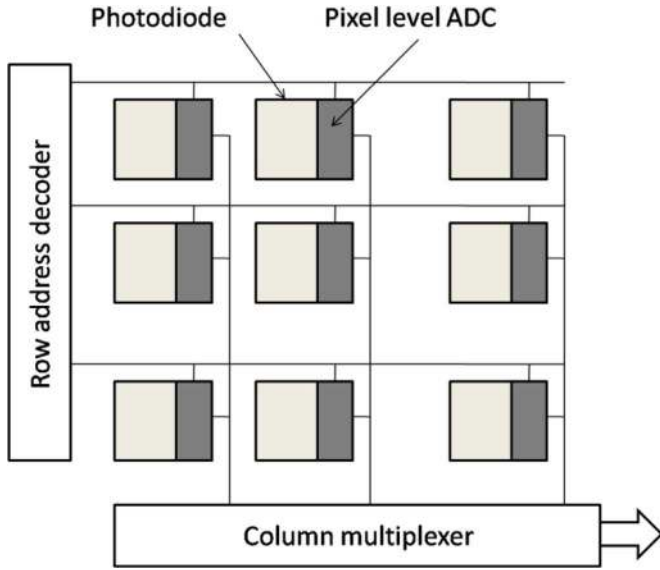 Photodiode
Pixel level ADC
Row address decoder
Column multiplexer